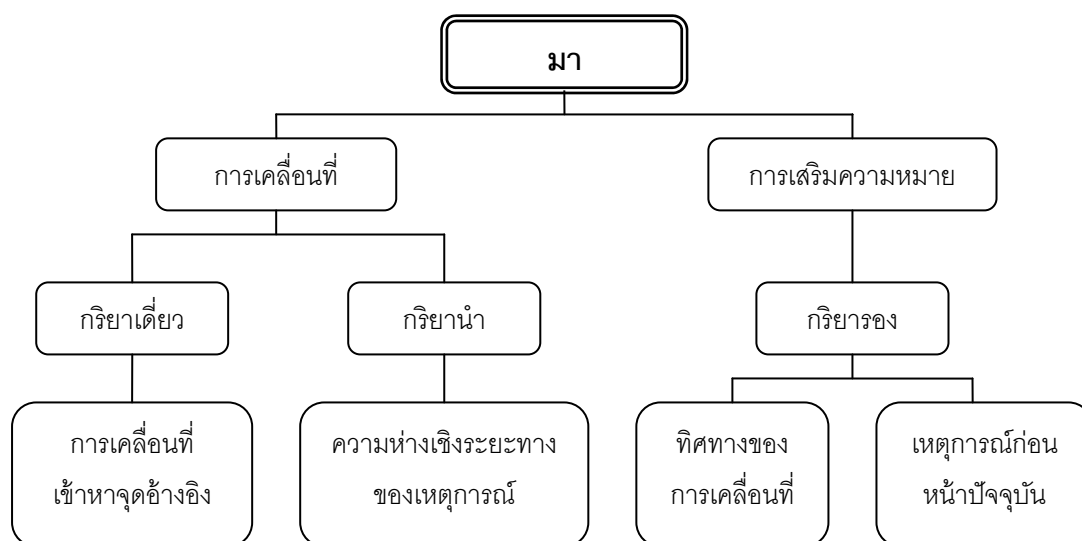 มา
การเคลื่อนที่
การเสริมความหมาย
กริยาเดี่ยว
กริยานำ
กริยารอง
การเคลื่อนที่
เข้าหาจุดอ้างอิง
ความห่างเชิงระยะทาง
ของเหตุการณ์
ทิศทางของ
การเคลื่อนที่
เหตุการณ์ก่อน
หน้าปัจจุบัน